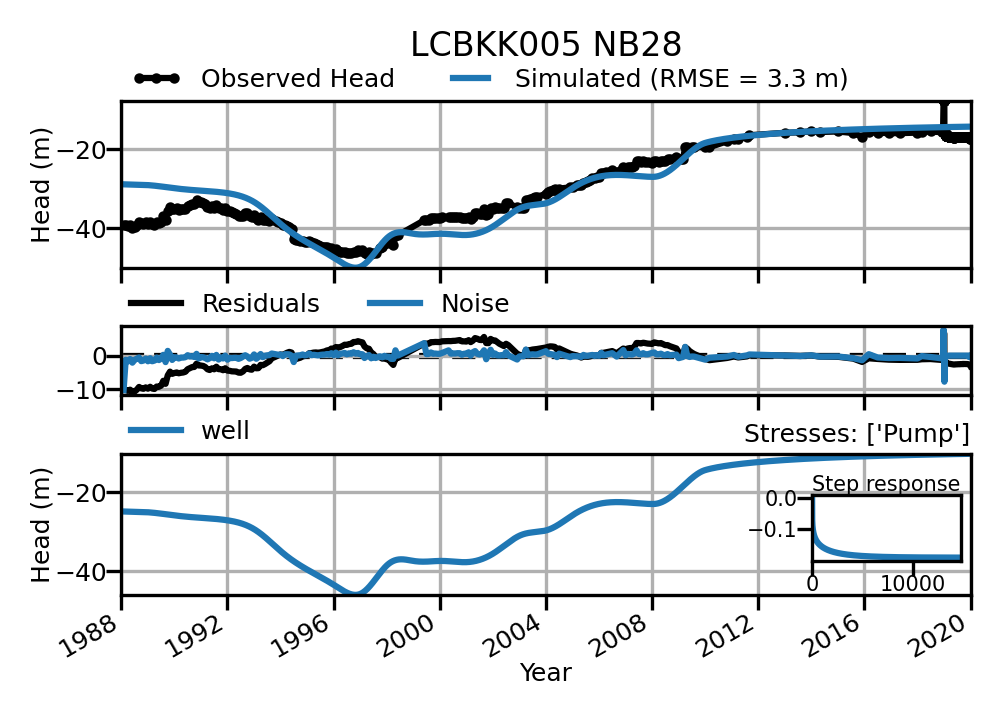 LCBKK005 NB28
Observed Head Simulated (RMSE = 3.3 m)
Head (m)
−20
−40
Residuals Noise
0
−10
well Stresses: ['Pump']
Head (m)
−20
−40
Step response
0.0
−0.1
0 10000
1988 1992 1996 2000 2004 2008 2012 2016 2020
Year